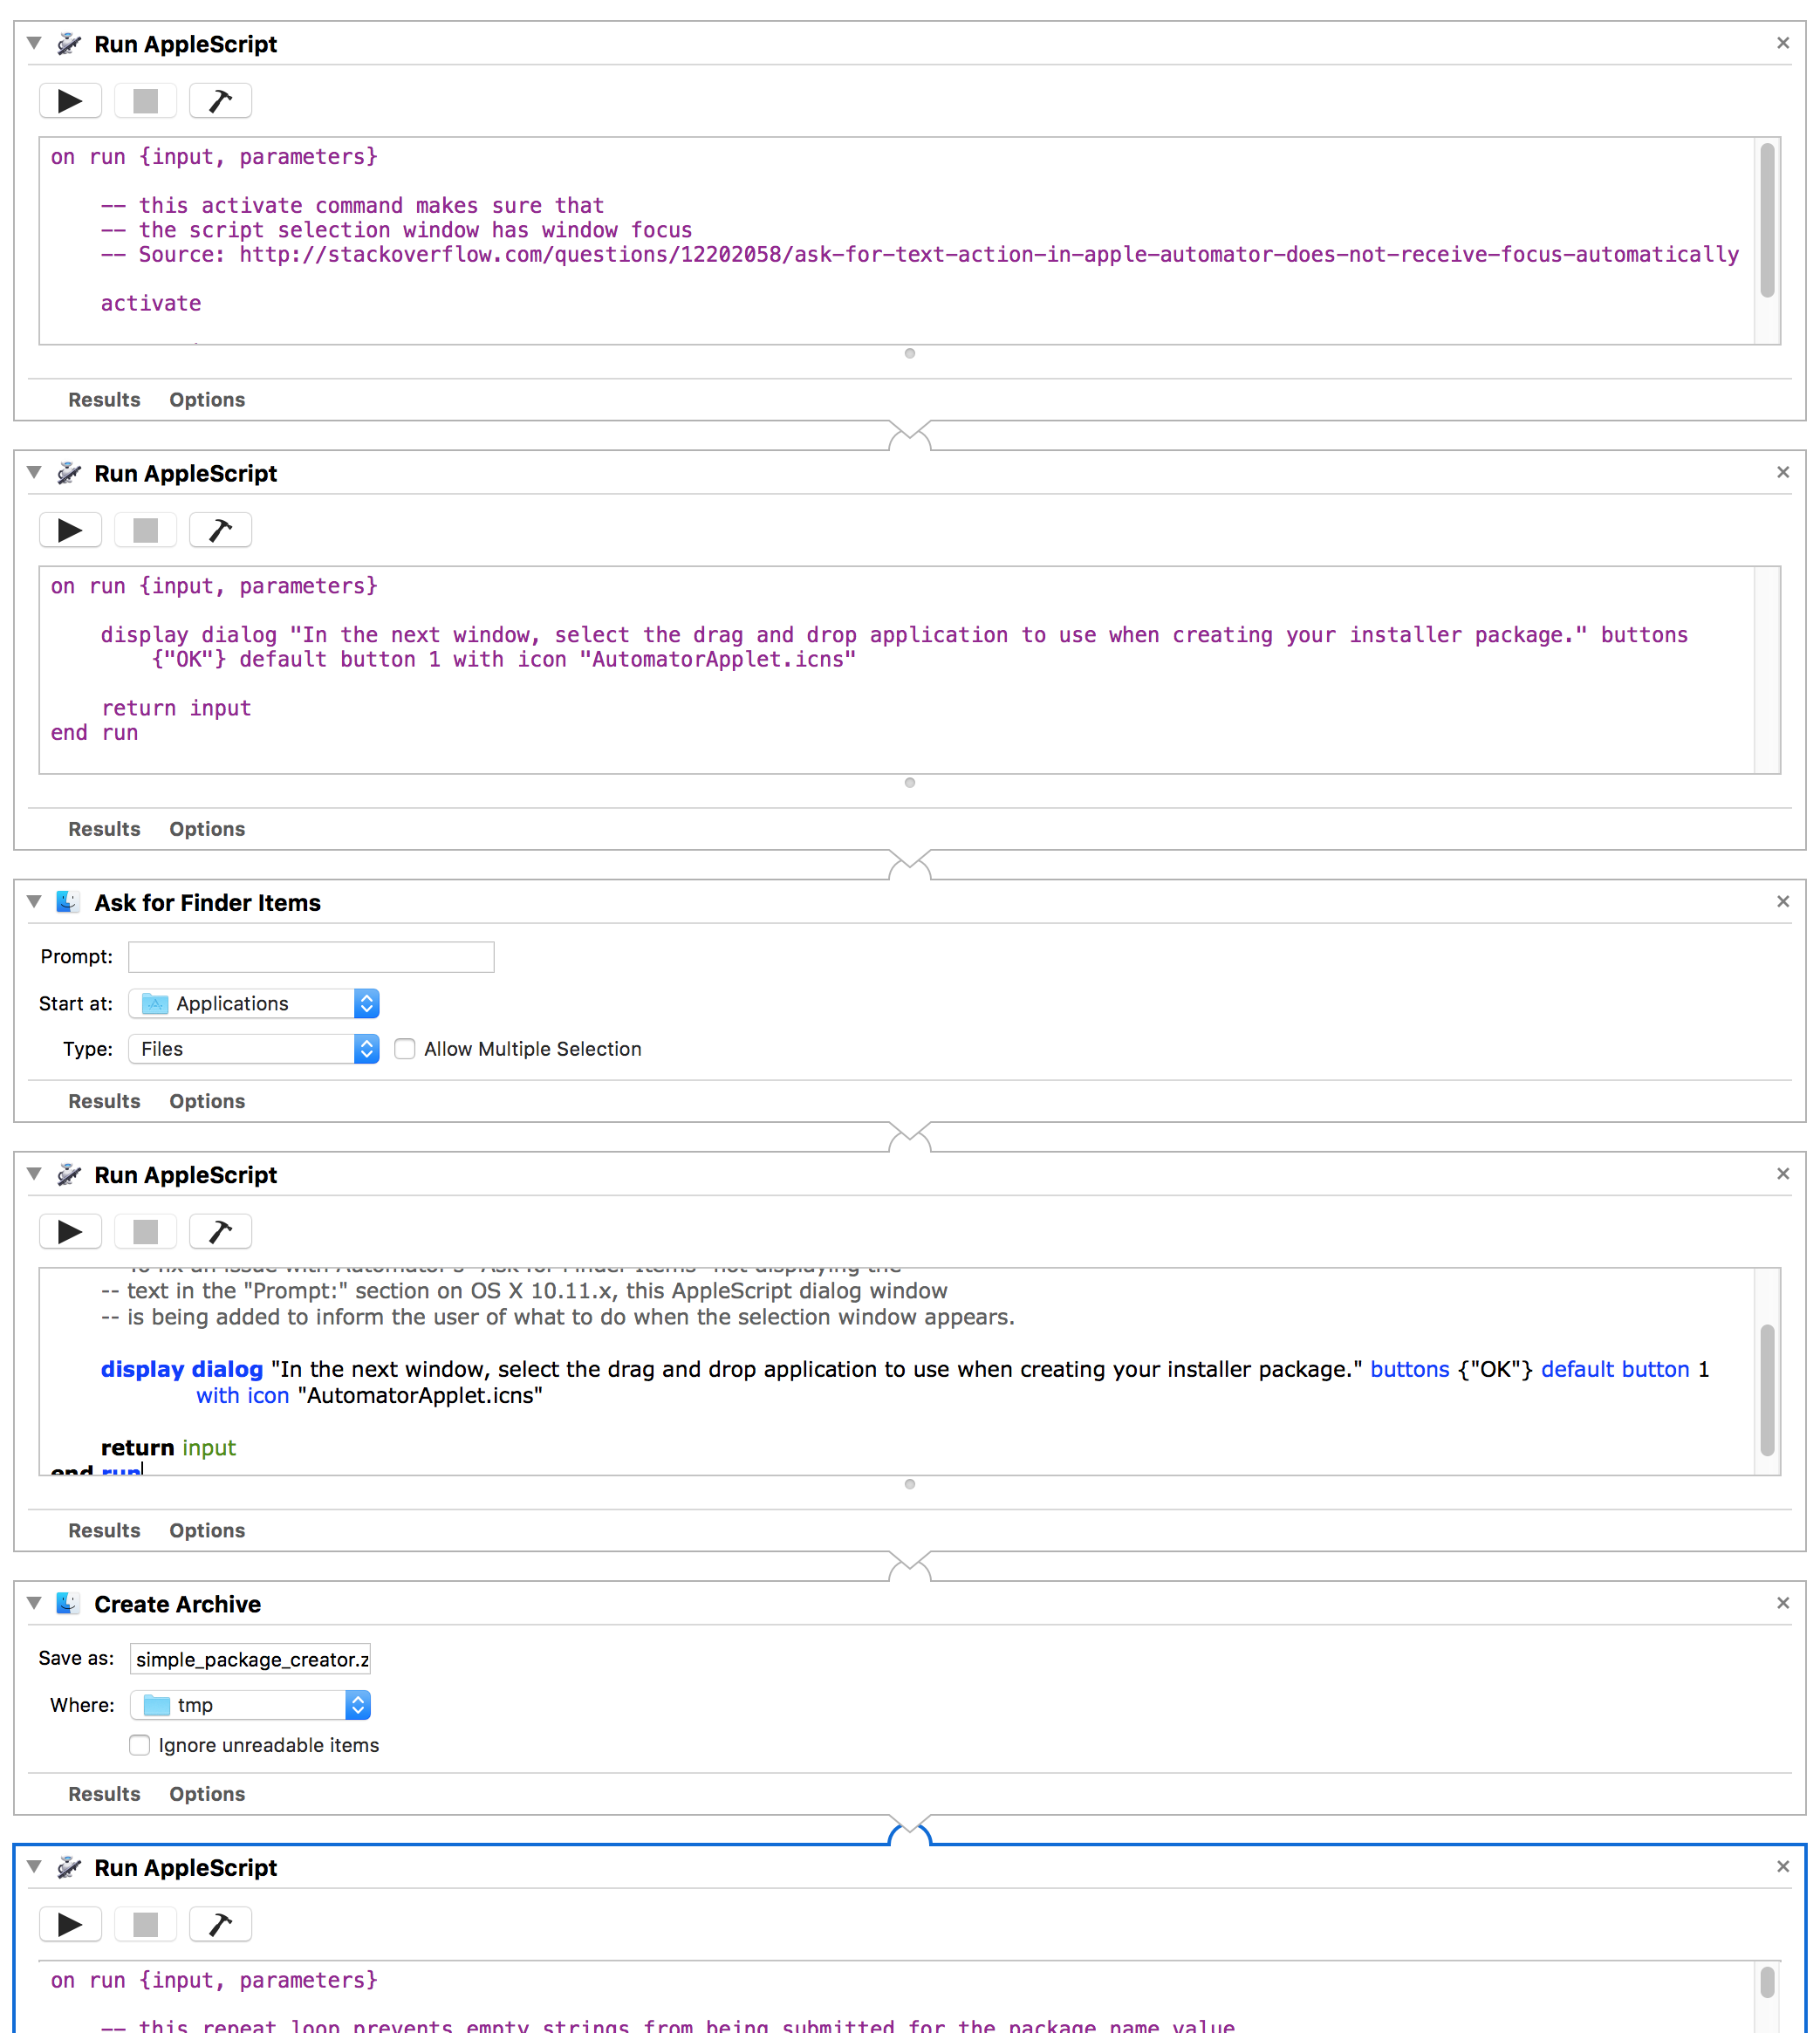 Run AppleScript
on run {input, parameters}
-- this activate command makes sure that
-- the script selection window has window focus
-- Source: http://stackoverflow.com/questions/12202058/ask-for-text-action-in-apple-automator-does-not-receive-focus-automatically
activate
Results Options
Run AppleScript
on run {input, parameters}
display dialog "In the next window, select the drag and drop application to use when creating your installer package." buttons
{"OK"} default button 1 with icon "AutomatorApplet.icns"
return input
end run
Results Options
Ask for Finder Items
Prompt:
Start at: Applications
Type: Files Allow Multiple Selection
Results Options
Run AppleScript
-- text in the "Prompt:" section on OS X 10.11.x, this AppleScript dialog window
-- is being added to inform the user of what to do when the selection window appears.
display dialog "In the next window, select the drag and drop application to use when creating your installer package." buttons {"OK"} default button 1
with icon "AutomatorApplet.icns"
return input
end run
Results Options
Create Archive
Save as: simple_package_creator.z
Where: tmp
Ignore unreadable items
Results Options
Run AppleScript
on run {input, parameters}
-- this repeat loop prevents empty strings from being submitted for the package name value